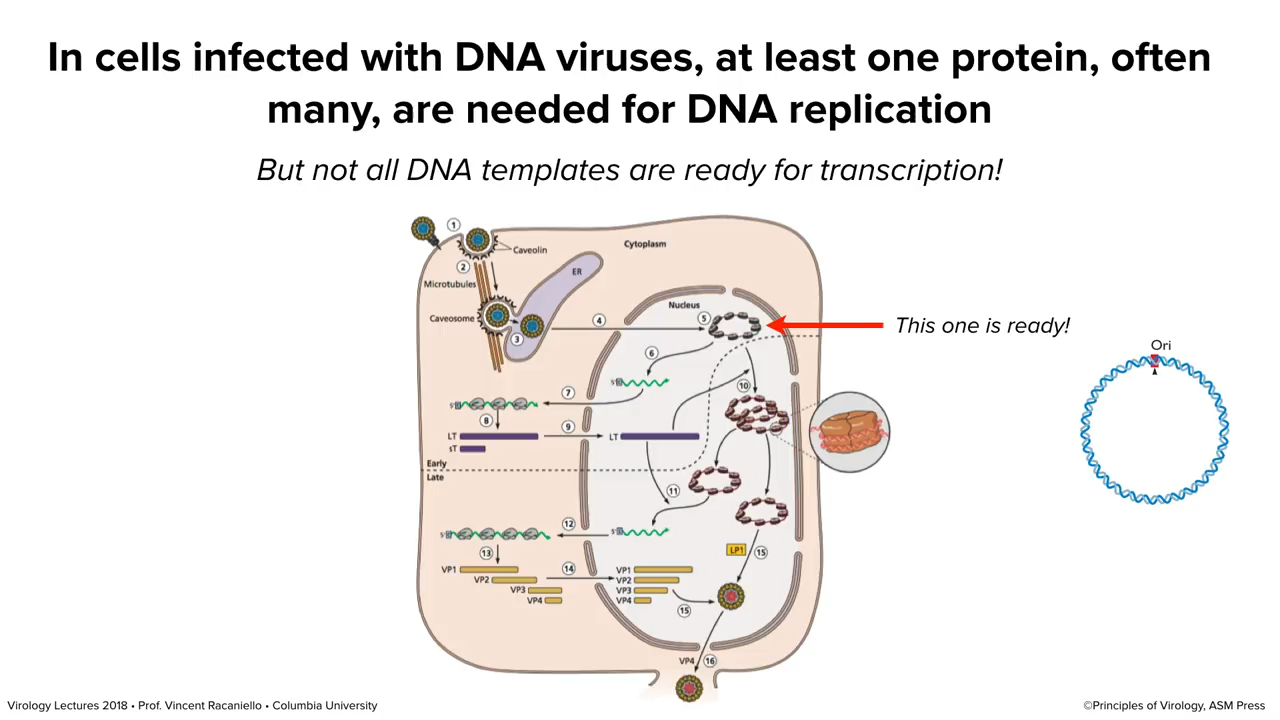 In cells infected with DNA viruses, at least one protein, often
many, are needed for DNA replication
But not all DNA templates are ready for transcription!
1
Caveolin
Cytoplasm
2
ER
Microtubules
Nucleus
Caveosome
4
5
This one is ready!
3
Ori
6
5'
10
7
5'
8
9
LT
LT
sT
Early
Late
11
12
5'
5'
13
LP1
15
VP1
14
VP1
VP2
VP2
VP3
VP3
VP4
VP4
15
VP4
16
Virology Lectures 2018 • Prof. Vincent Racaniello • Columbia University
©Principles of Virology, ASM Press